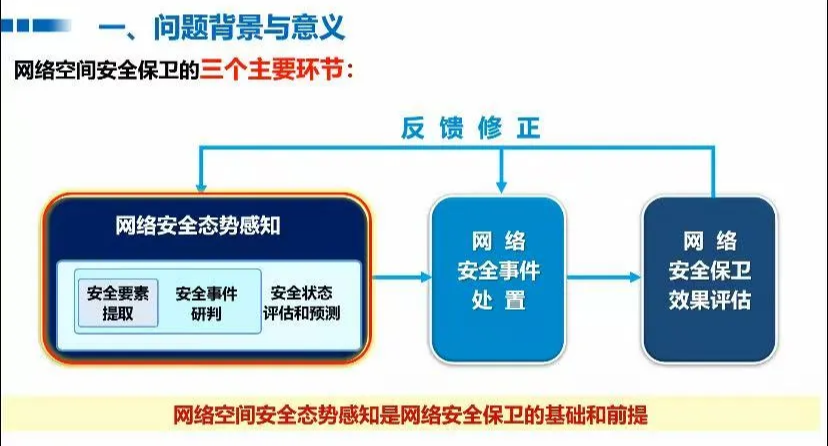 一、问题背景与意义
网络空间安全保卫的三个主要环节：
反馈修正
网络安全态势感知
安全要素
提取
安全事件
研判
安全状态
评估和预测
网络
安全事件
处置
网络
安全保卫
效果评估
网络空间安全态势感知是网络安全保卫的基础和前提